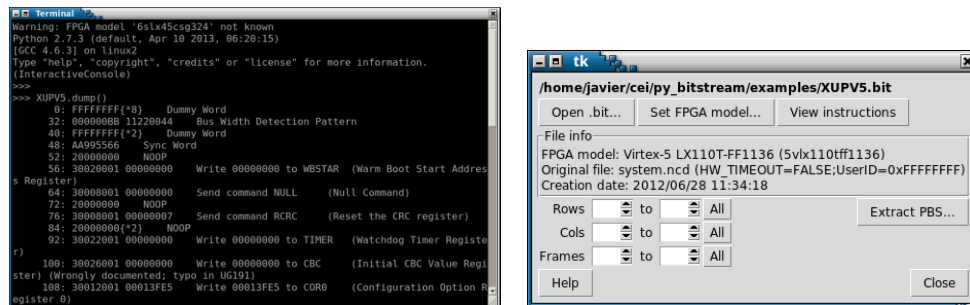 Terminal
Warning: FPGA model '6slx45csg324' not known
Python 2.7.3 (default, Apr 10 2013, 06:20:15)
[GCC 4.6.3] on linux2
Type "help", "copyright", "credits" or "license" for more information.
(InteractiveConsole)
>>>
>>> XUPV5.dump()
0: FFFFFFFF{*8} Dummy Word
32: 000000BB 11220044 Bus Width Detection Pattern
40: FFFFFFFF{*2} Dummy Word
48: AA995566 Sync Word
52: 20000000 NOOP
56: 30020001 00000000 Write 00000000 to WBSTAR (Warm Boot Start Addres
s Register)
64: 30008001 00000000 Send command NULL (Null Command)
72: 20000000 NOOP
76: 30008001 00000007 Send command RCRC (Reset the CRC register)
84: 20000000{*2} NOOP
92: 30022001 00000000 Write 00000000 to TIMER (Watchdog Timer Registe
r)
100: 30026001 00000000 Write 00000000 to CBC (Initial CBC Value Regi
ster) (Wrongly documented; typo in UG191)
108: 30012001 00013FE5 Write 00013FE5 to COR0 (Configuration Option R
egister 0)
tk
/home/javier/cei/py_bitstream/examples/XUPV5.bit
Open .bit... Set FPGA model... View instructions
File info
FPGA model: Virtex-5 LX110T-FF1136 (5vlx110tff1136)
Original file: system.ncd (HW_TIMEOUT=FALSE;UserID=0xFFFFFFFF)
Creation date: 2012/06/28 11:34:18
Rows to All Extract PBS...
Cols to All
Frames to All
Help Close